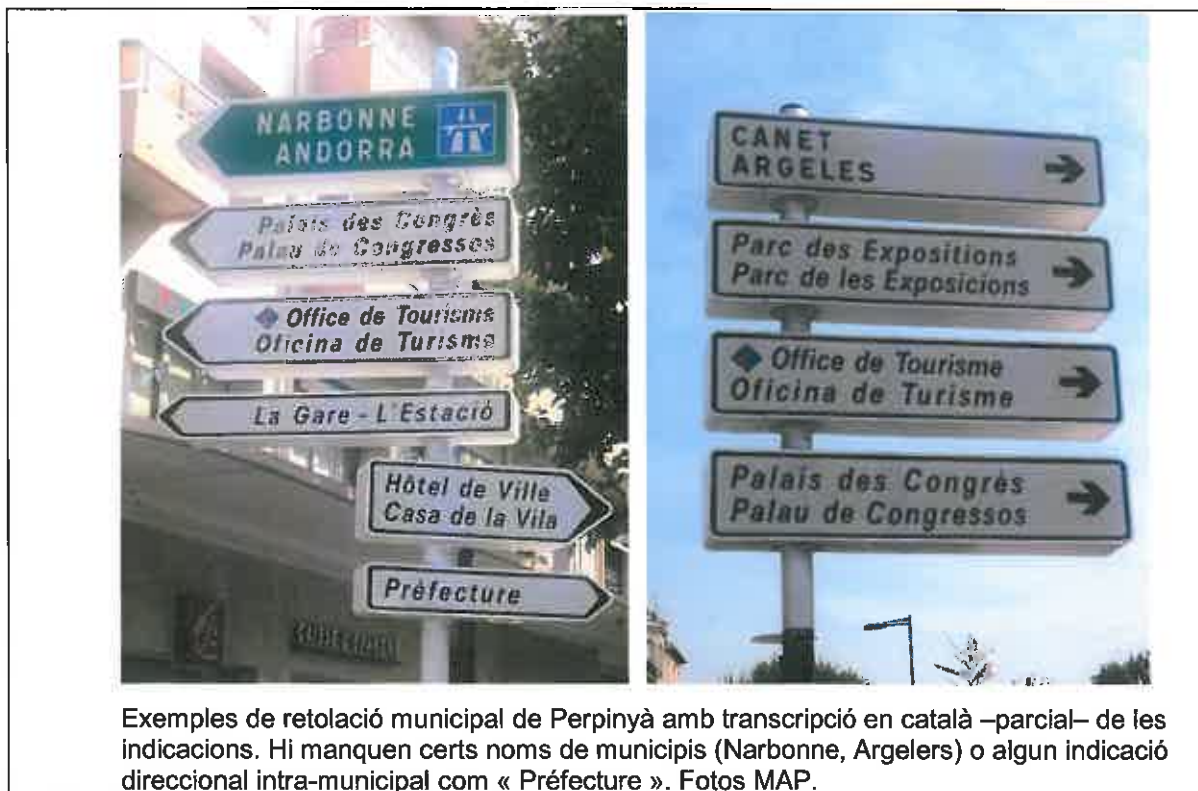 NARBONNE
ANDORRA
Palais des Congrès
Palau de Congressos
Office de Tourisme
Oficina de Turisme
La Gare - L'Estació
Hôtel de Ville
Casa de la Vila
Préfecture
CANET
ARGELES
Parc des Expositions
Parc de les Exposicions
Office de Tourisme
Oficina de Turisme
Palais des Congrès
Palau de Congressos
Exemples de retolació municipal de Perpinyà amb transcripció en català –parcial– de les
indicacions. Hi manquen certs noms de municipis (Narbonne, Argelers) o algun indicació
direccional intra-municipal com « Préfecture ». Fotos MAP.